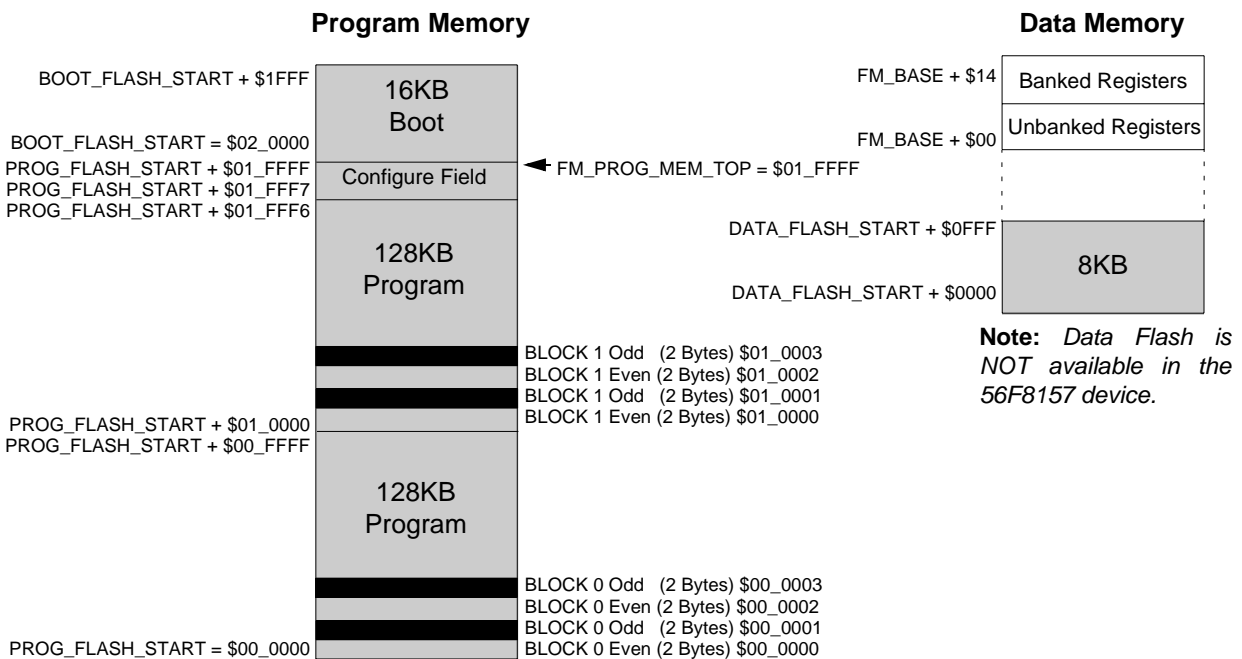 Program Memory
Data Memory
BOOT_FLASH_START + $1FFF
16KB
Boot
BOOT_FLASH_START = $02_0000
PROG_FLASH_START + $01_FFFF
PROG_FLASH_START + $01_FFF7
PROG_FLASH_START + $01_FFF6
Configure Field
FM_PROG_MEM_TOP = $01_FFFF
128KB
Program
BLOCK 1 Odd (2 Bytes) $01_0003
BLOCK 1 Even (2 Bytes) $01_0002
BLOCK 1 Odd (2 Bytes) $01_0001
BLOCK 1 Even (2 Bytes) $01_0000
PROG_FLASH_START + $01_0000
PROG_FLASH_START + $00_FFFF
128KB
Program
BLOCK 0 Odd (2 Bytes) $00_0003
BLOCK 0 Even (2 Bytes) $00_0002
BLOCK 0 Odd (2 Bytes) $00_0001
BLOCK 0 Even (2 Bytes) $00_0000
PROG_FLASH_START = $00_0000
FM_BASE + $14
Banked Registers
Unbanked Registers
FM_BASE + $00
DATA_FLASH_START + $0FFF
8KB
DATA_FLASH_START + $0000
Note: Data Flash is
NOT available in the
56F8157 device.